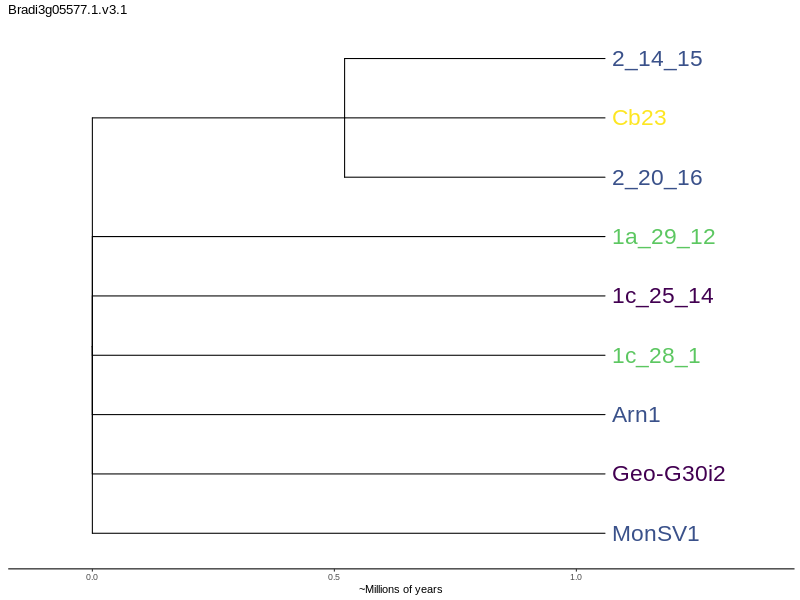 Bradi3g05577.1.v3.1
2_14_15
Cb23
2_20_16
1a_29_12
1c_25_14
1c_28_1
Arn1
Geo-G30i2
MonSV1
0.0 0.5 1.0
~Millions of years